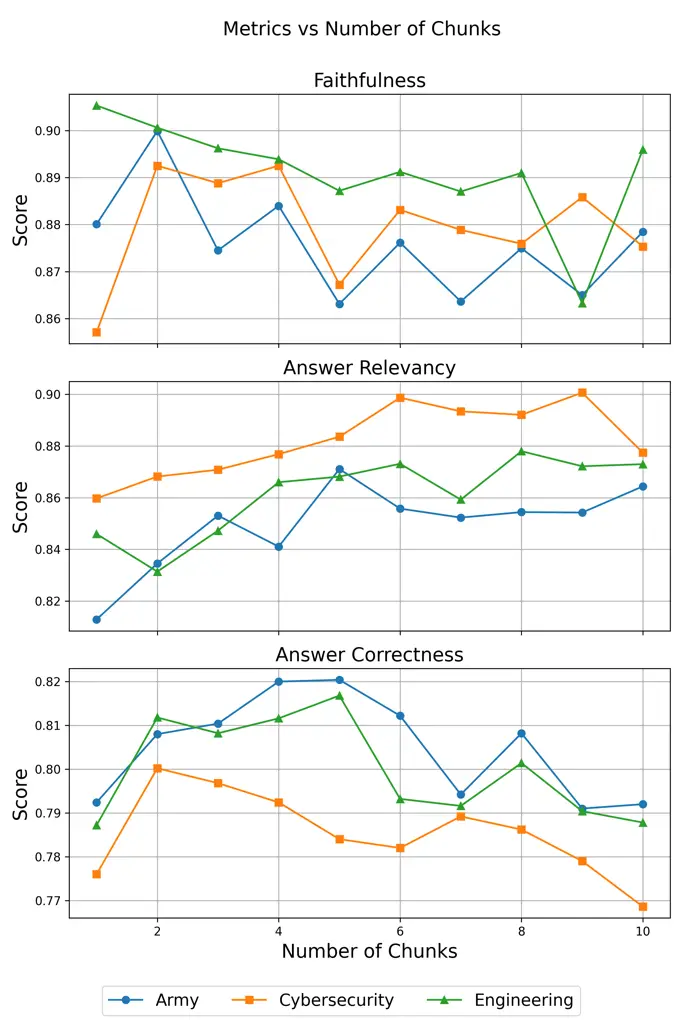 Metrics vs Number of Chunks
Faithfulness
0.90
0.89
0.88
0.87
0.86
Score
Answer Relevancy
0.90
0.88
0.86
0.84
0.82
Score
Answer Correctness
0.82
0.81
0.80
0.79
0.78
0.77
Score
2 4 6 8 10
Number of Chunks
Army Cybersecurity Engineering